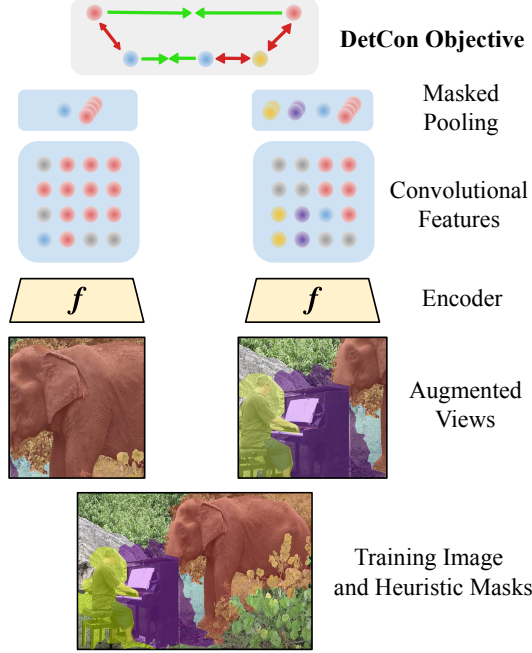 DetCon Objective
Masked
Pooling
Convolutional
Features
f
f
Encoder
Augmented
Views
Training Image
and Heuristic Masks